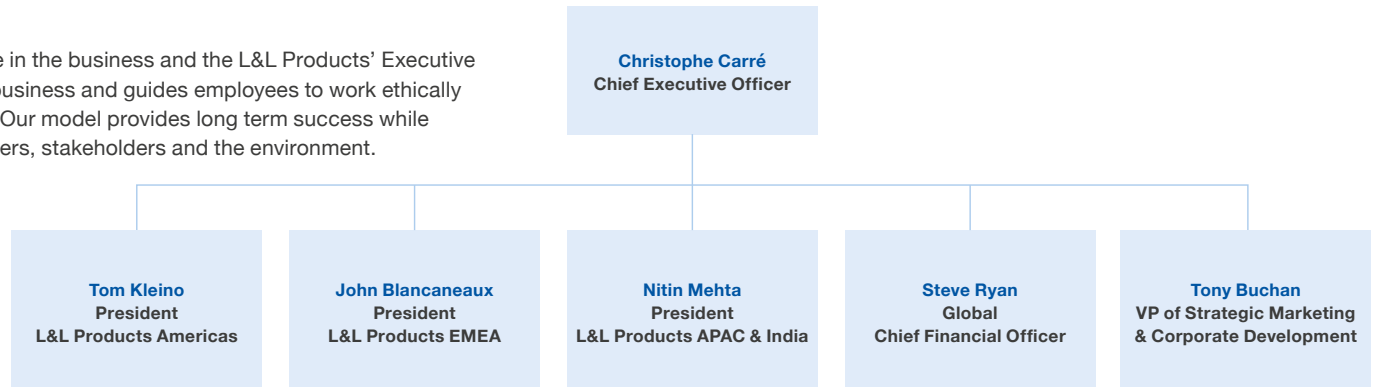 e in the business and the L&L Products’ Executive
business and guides employees to work ethically
Our model provides long term success while
ers, stakeholders and the environment.
Christophe Carré
Chief Executive Officer
Tom Kleino
President
L&L Products Americas
John Blancaneaux
President
L&L Products EMEA
Nitin Mehta
President
L&L Products APAC & India
Steve Ryan
Global
Chief Financial Officer
Tony Buchan
VP of Strategic Marketing
& Corporate Development